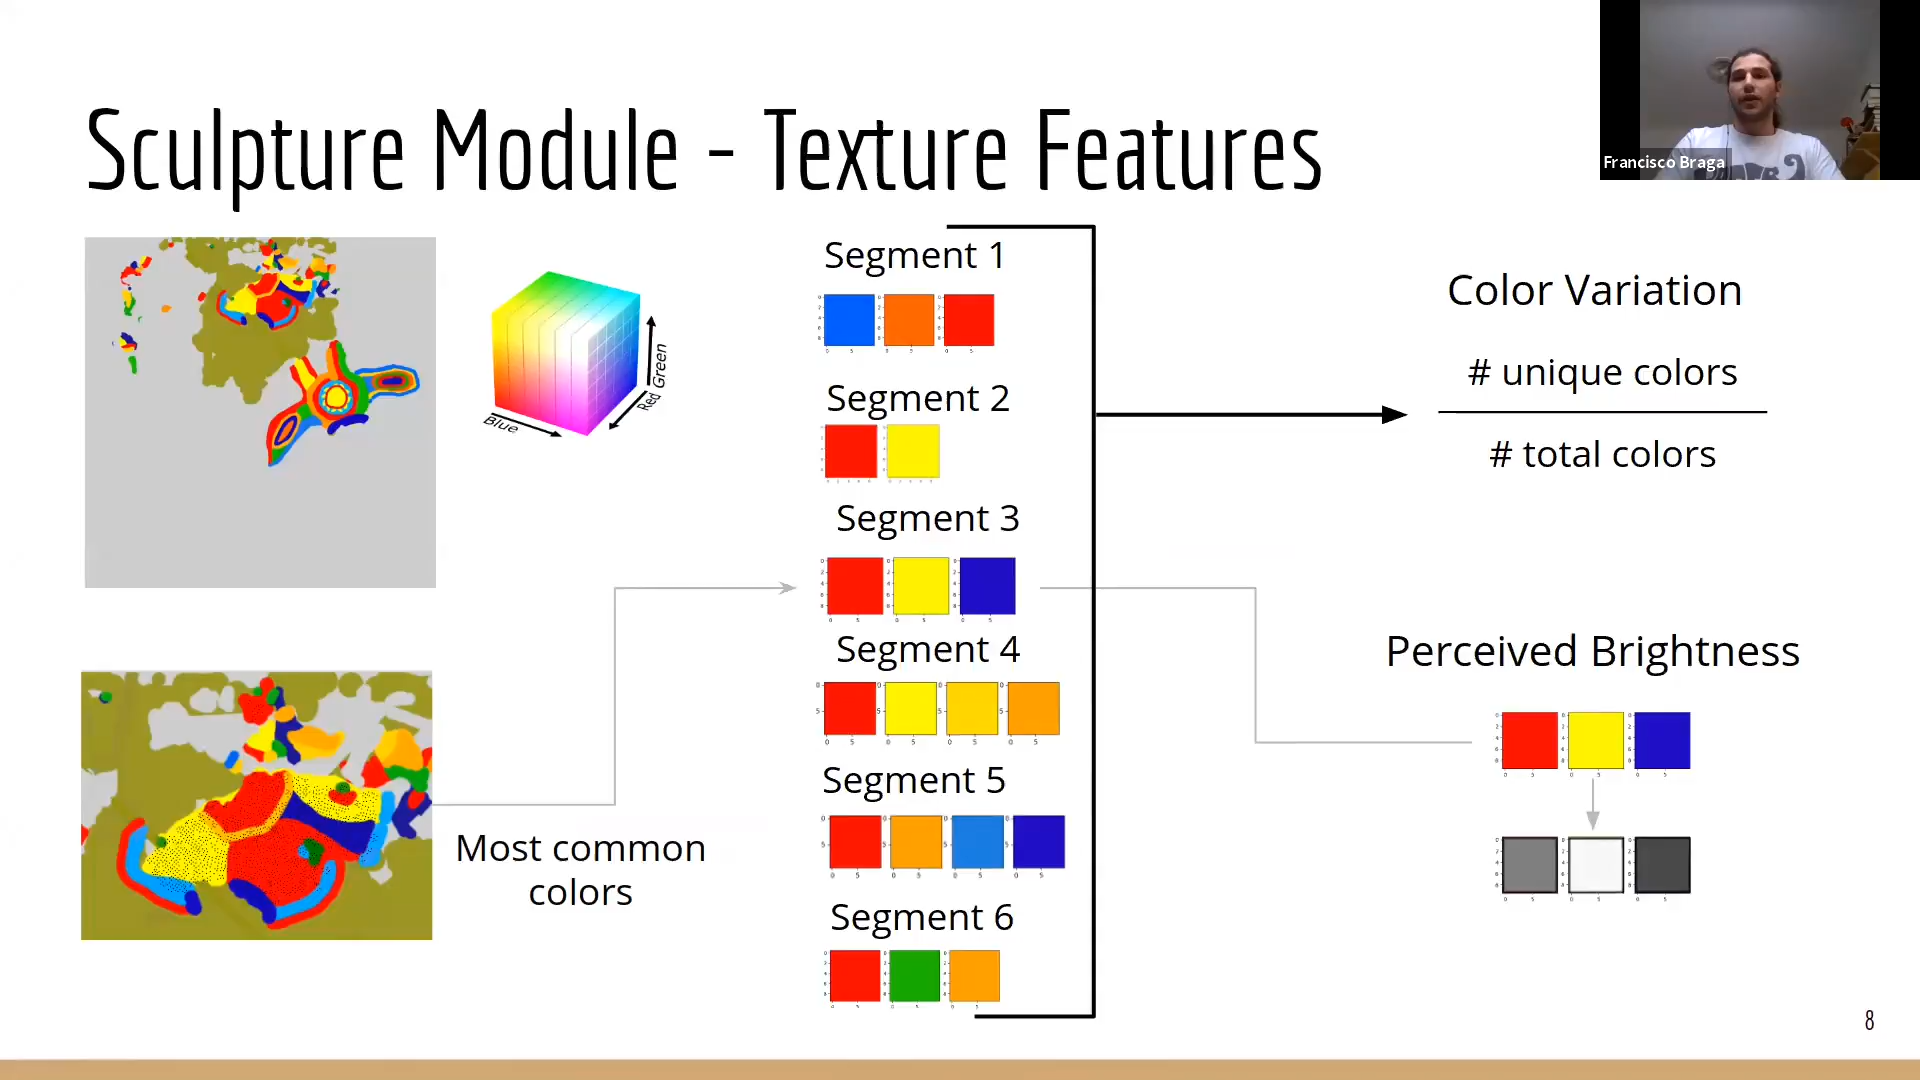 Sculpture Module - Texture Features
Francisco Braga
Blue
Red
Green
Most common
colors
Segment 1
Segment 2
Segment 3
Segment 4
Segment 5
Segment 6
Color Variation
# unique colors
# total colors
Perceived Brightness
8